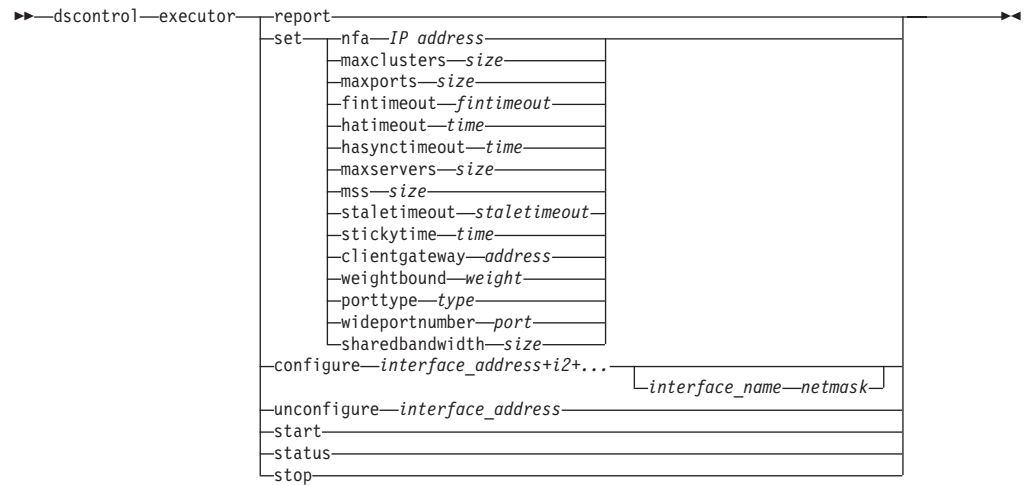 dscontrol executor report
set nfa IP address
maxclusters size
maxports size
fintimeout fintimeout
hatimeout time
hasynctimeout time
maxservers size
mss size
staletimeout staletimeout
stickytime time
clientgateway address
weightbound weight
porttype type
wideportnumber port
sharedbandwidth size
configure interface_address+i2+...
interface_name netmask
unconfigure interface_address
start
status
stop